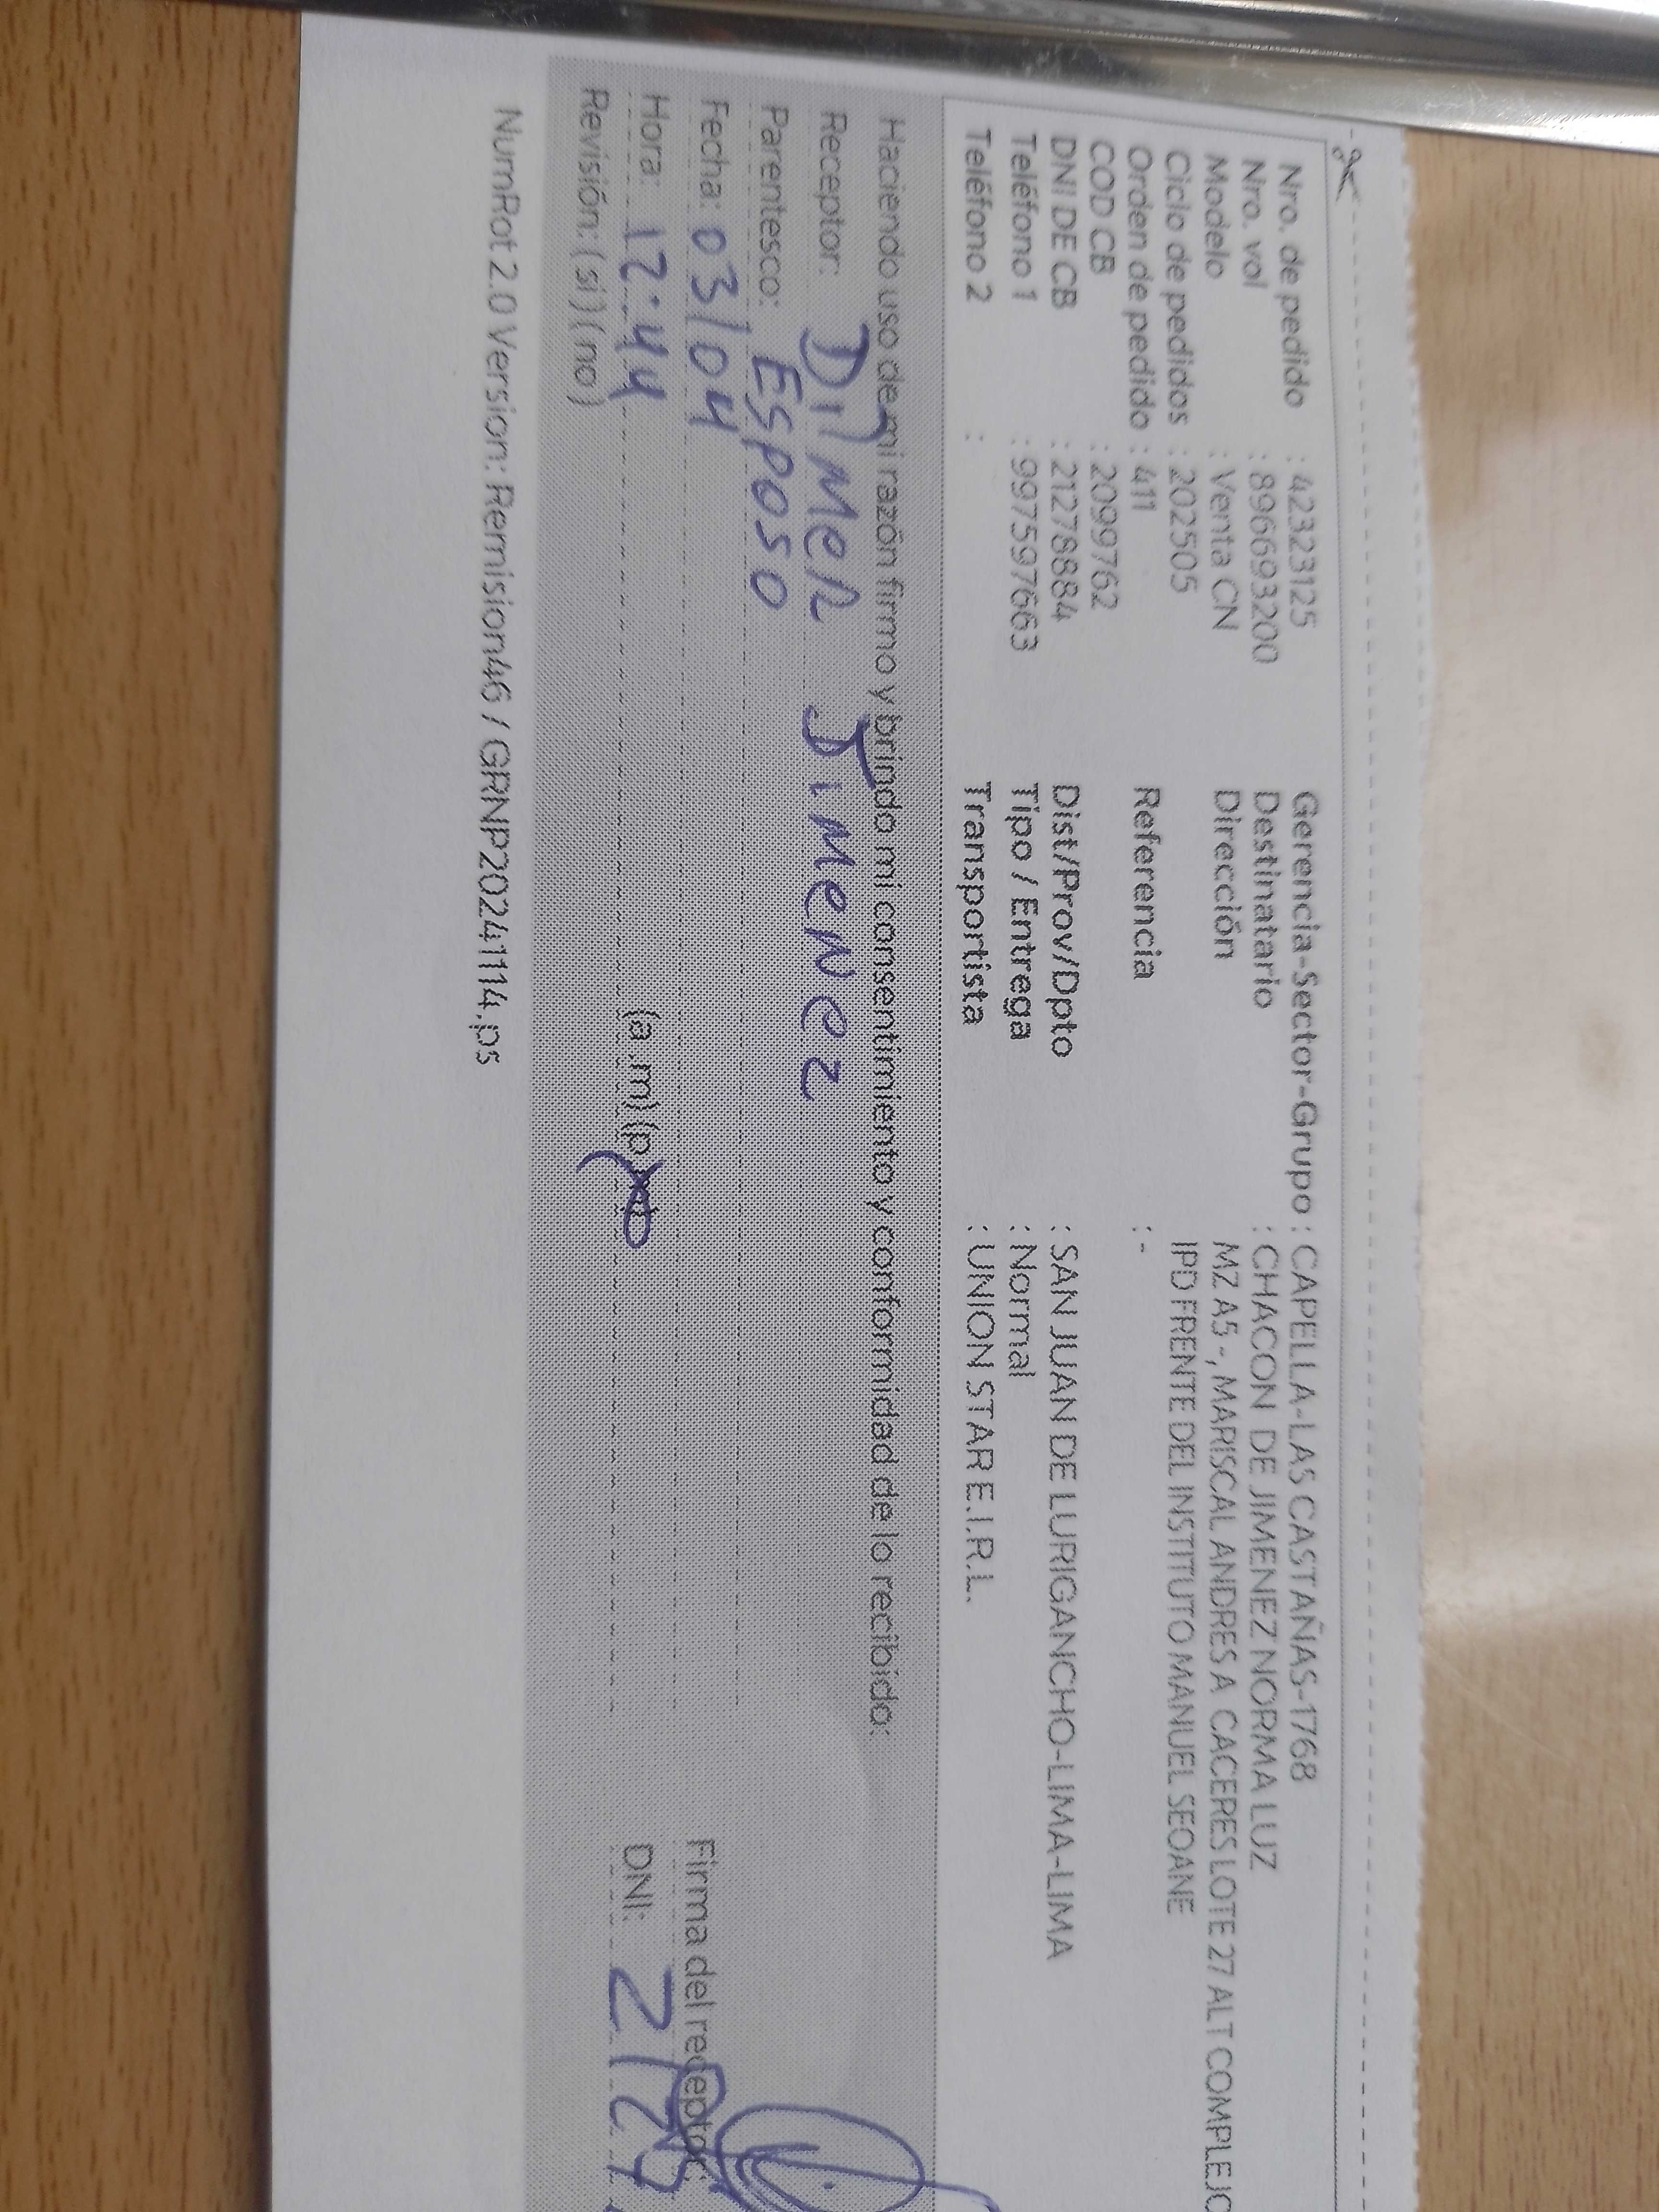 Nro. de pedido : 42323125 Gerencia-Sector-Grupo : CAPELLA-LAS CASTAÑAS-1768
Nro. vol : 8966693200 Destinatario : CHACON DE JIMENEZ NORMA LUZ
Modelo : Venta CN Dirección MZ A5 -, MARISCAL ANDRES A CACERES LOTE 27 ALT COMPLEJO
Ciclo de pedidos : 202505 IPD FRENTE DEL INSTITUTO MANUEL SEOANE
Orden de pedido : 411 Referencia : -
COD CB : 2099762
DNI DE CB : 21278884 Dist/Prov/Dpto : SAN JUAN DE LURIGANCHO-LIMA-LIMA
Teléfono 1 : 997597663 Tipo / Entrega : Normal
Teléfono 2 : Transportista : UNION STAR E.I.R.L.
Haciendo uso de mi razón firmo y brindo mi consentimiento y conformidad de lo recibido:
Receptor: Dilmer Jimenez
Parentesco: Esposo
Fecha: 03/04 Firma del receptor:
Hora: 12:44 (a.m) (p.m) DNI: 2127
Revisión: ( si ) ( no )
NumRot 2.0 Version: Remision46 / GRNP20241114.ps